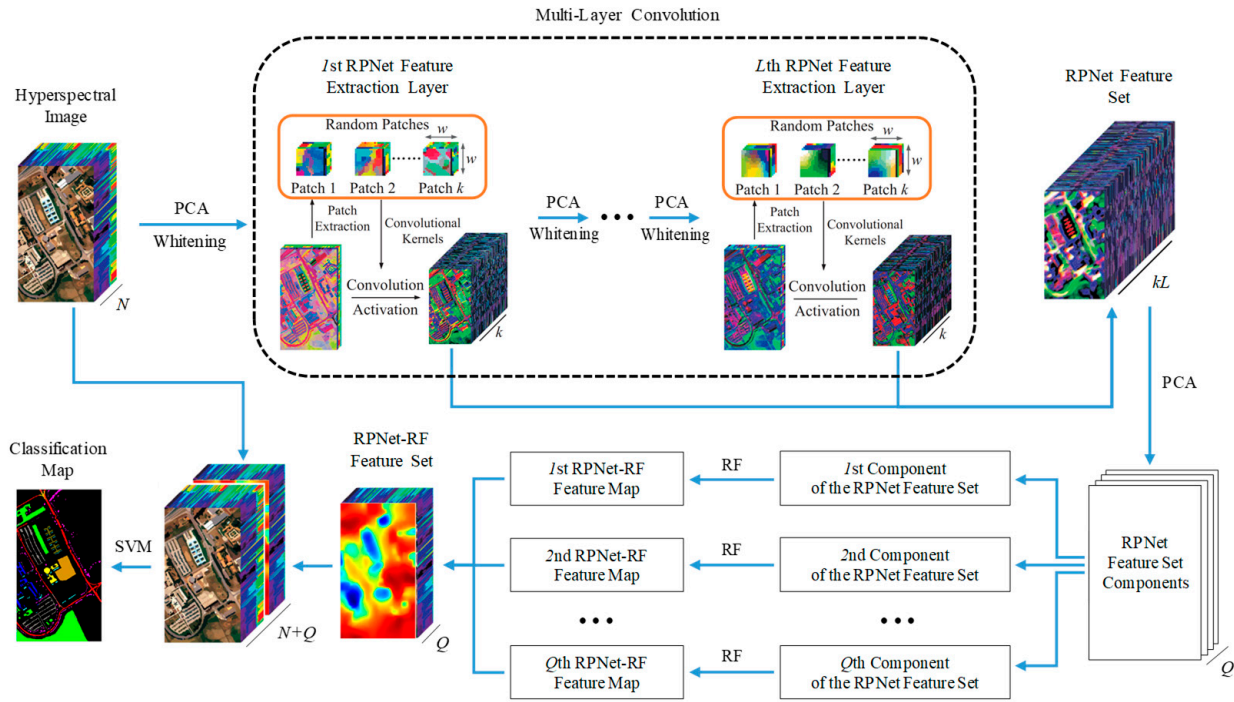 Multi-Layer Convolution
Hyperspectral
Image
N
PCA
Whitening
1st RPNet Feature
Extraction Layer
Random Patches
w
w
Patch 1
Patch 2
Patch k
Patch
Extraction
Convolutional
Kernels
Convolution
Activation
k
PCA
Whitening
PCA
Whitening
Lth RPNet Feature
Extraction Layer
Random Patches
w
w
Patch 1
Patch 2
Patch k
Patch
Extraction
Convolutional
Kernels
Convolution
Activation
k
RPNet Feature
Set
kL
PCA
RPNet
Feature Set
Components
Q
1st Component
of the RPNet Feature Set
RF
1st RPNet-RF
Feature Map
2nd Component
of the RPNet Feature Set
RF
2nd RPNet-RF
Feature Map
Qth Component
of the RPNet Feature Set
RF
Qth RPNet-RF
Feature Map
RPNet-RF
Feature Set
Q
N+Q
SVM
Classification
Map